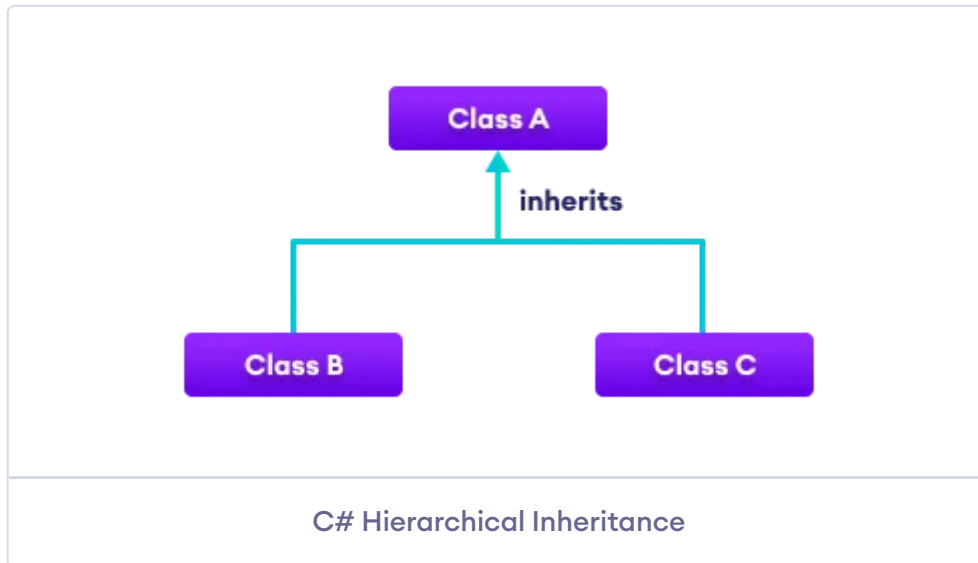 Class A
inherits
Class B
Class C
C# Hierarchical Inheritance